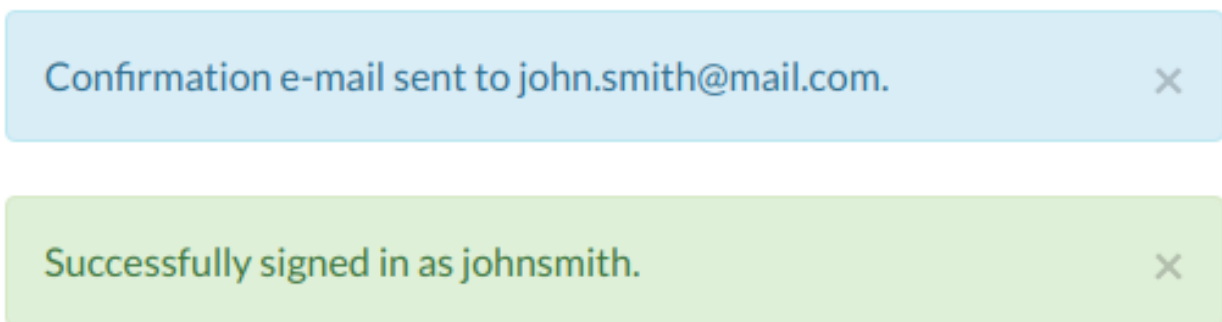 Confirmation e-mail sent to john.smith@mail.com.
Successfully signed in as johnsmith.